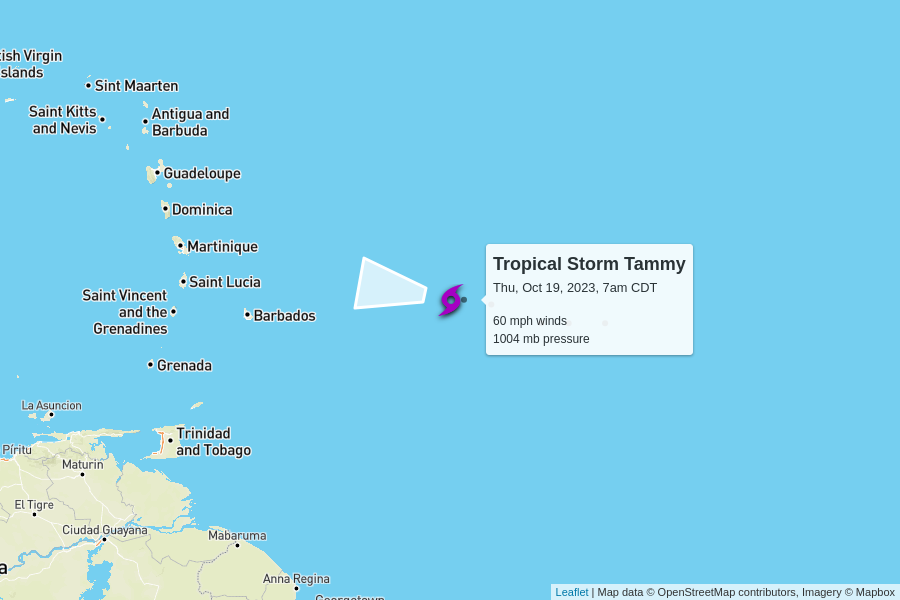 tish Virgin
slands
Sint Maarten
Saint Kitts
and Nevis
Antigua and
Barbuda
Guadeloupe
Dominica
Martinique
Saint Lucia
Saint Vincent
and the
Grenadines
Barbados
Grenada
La Asuncion
Trinidad
and Tobago
Píritu
Maturin
El Tigre
Ciudad Guayana
Mabaruma
a
Anna Regina
Georgetown
Tropical Storm Tammy
Thu, Oct 19, 2023, 7am CDT
60 mph winds
1004 mb pressure
Leaflet | Map data © OpenStreetMap contributors, Imagery © Mapbox